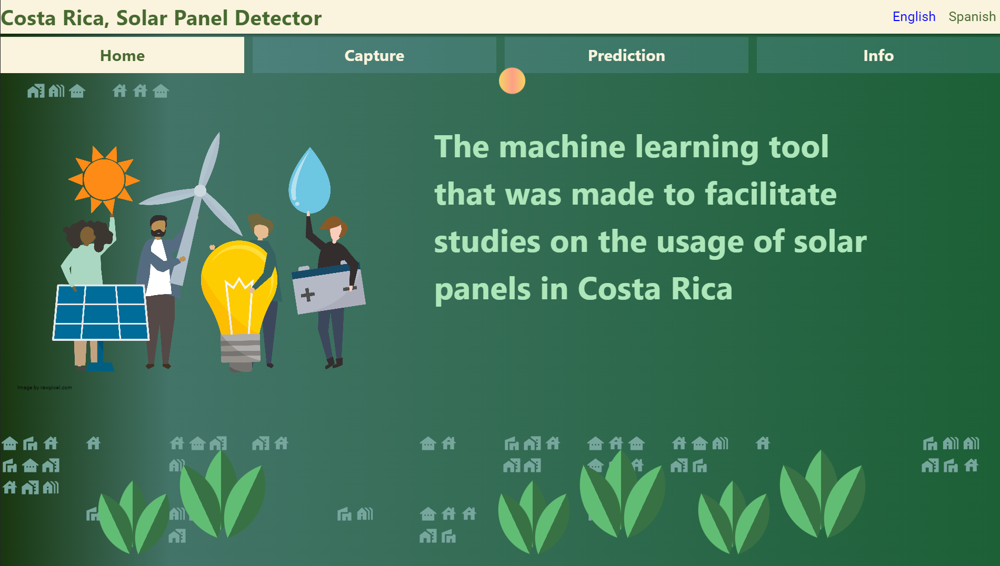 Costa Rica, Solar Panel Detector
English Spanish
Home Capture Prediction Info
The machine learning tool
that was made to facilitate
studies on the usage of solar
panels in Costa Rica
Image by rawpixel.com